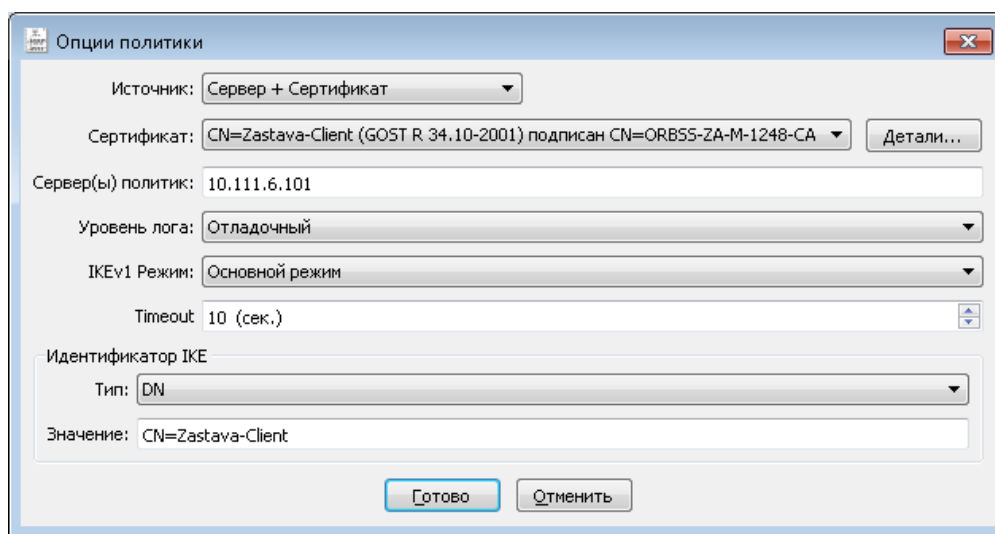 Опции политики
Источник: Сервер + Сертификат
Сертификат: CN=Zastava-Client (GOST R 34.10-2001) подписан CN=ORBSS-ZA-M-1248-CA Детали...
Сервер(ы) политик: 10.111.6.101
Уровень лога: Отладочный
IKEv1 Режим: Основной режим
Timeout 10 (сек.)
Идентификатор IKE
Тип: DN
Значение: CN=Zastava-Client
Готово Отменить